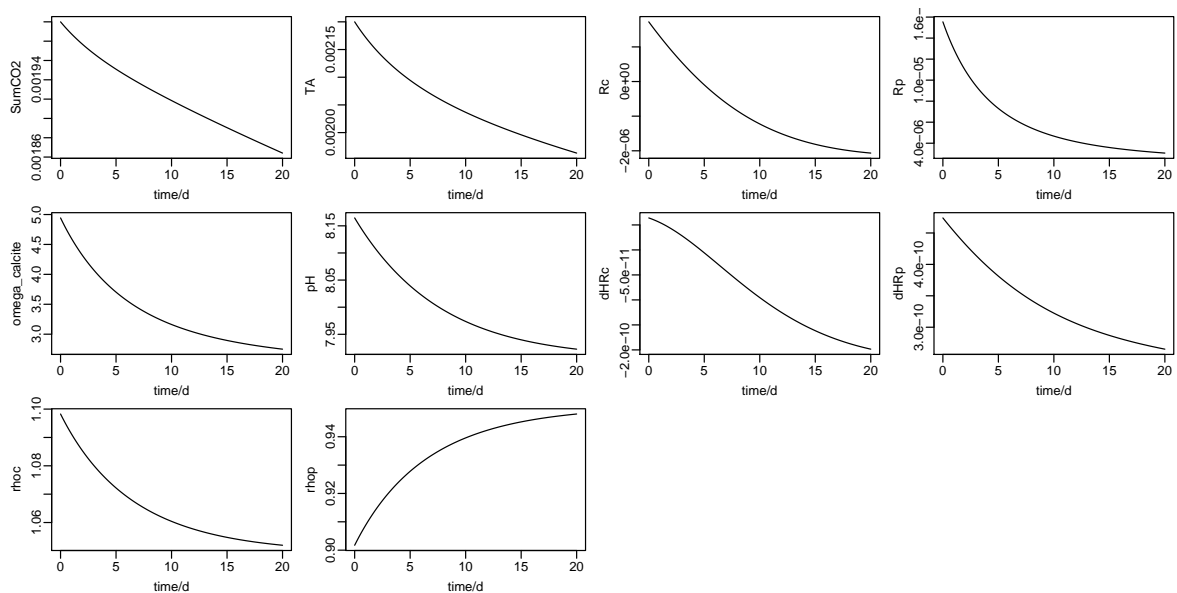 SumCO2
0.00186
0.00194
0 5 10 15 20
time/d
TA
0.00200
0.00215
0 5 10 15 20
time/d
Rc
−2e−06
0e+00
0 5 10 15 20
time/d
Rp
4.0e−06
1.0e−05
1.6e−
0 5 10 15 20
time/d
omega_calcite
3.0 3.5 4.0 4.5 5.0
0 5 10 15 20
time/d
pH
7.95 8.05 8.15
0 5 10 15 20
time/d
dHRc
−2.0e−10
−5.0e−11
0 5 10 15 20
time/d
dHRp
3.0e−10
4.0e−10
0 5 10 15 20
time/d
rhoc
1.06 1.08 1.10
0 5 10 15 20
time/d
rhop
0.90 0.92 0.94
0 5 10 15 20
time/d